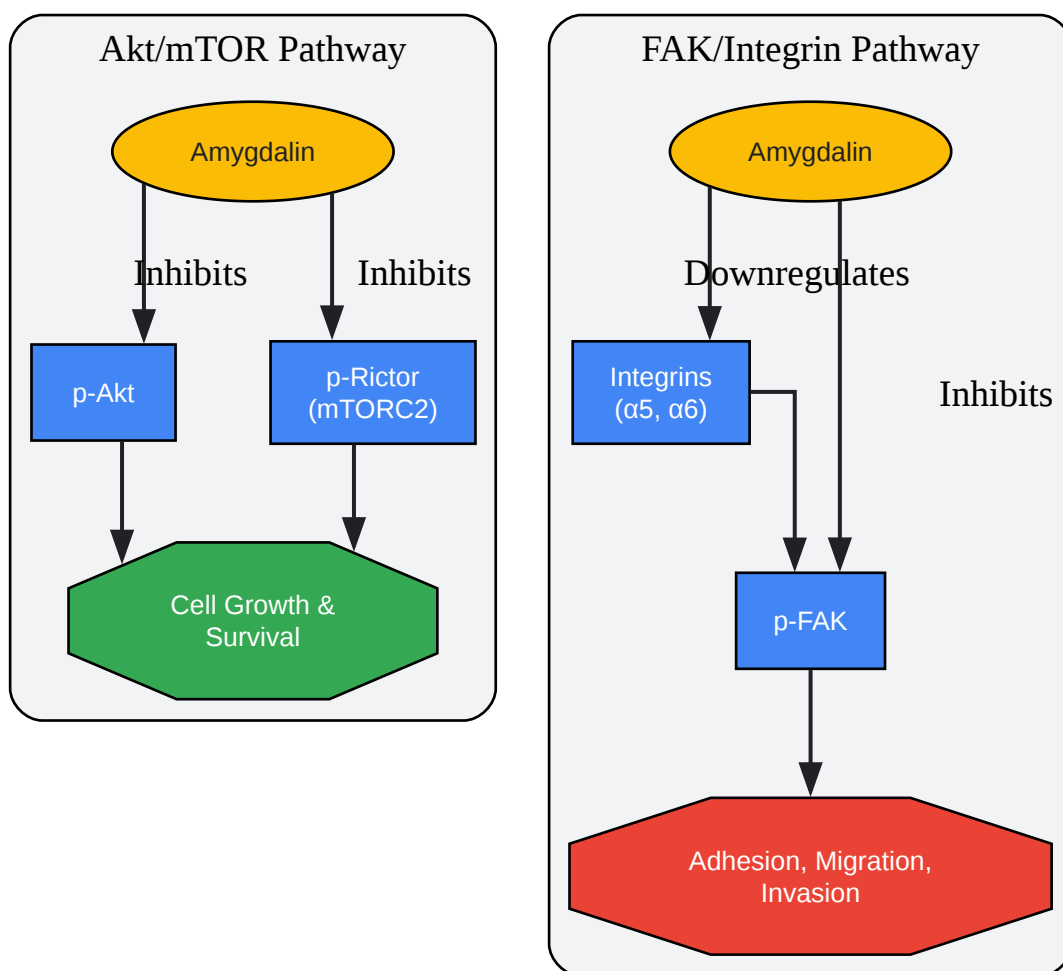 Akt/mTOR Pathway
Amygdalin
Inhibits
Inhibits
p-Akt
p-Rictor
(mTORC2)
Cell Growth &
Survival
FAK/Integrin Pathway
Amygdalin
Downregulates
Integrins
(α5, α6)
Inhibits
p-FAK
Adhesion, Migration,
Invasion